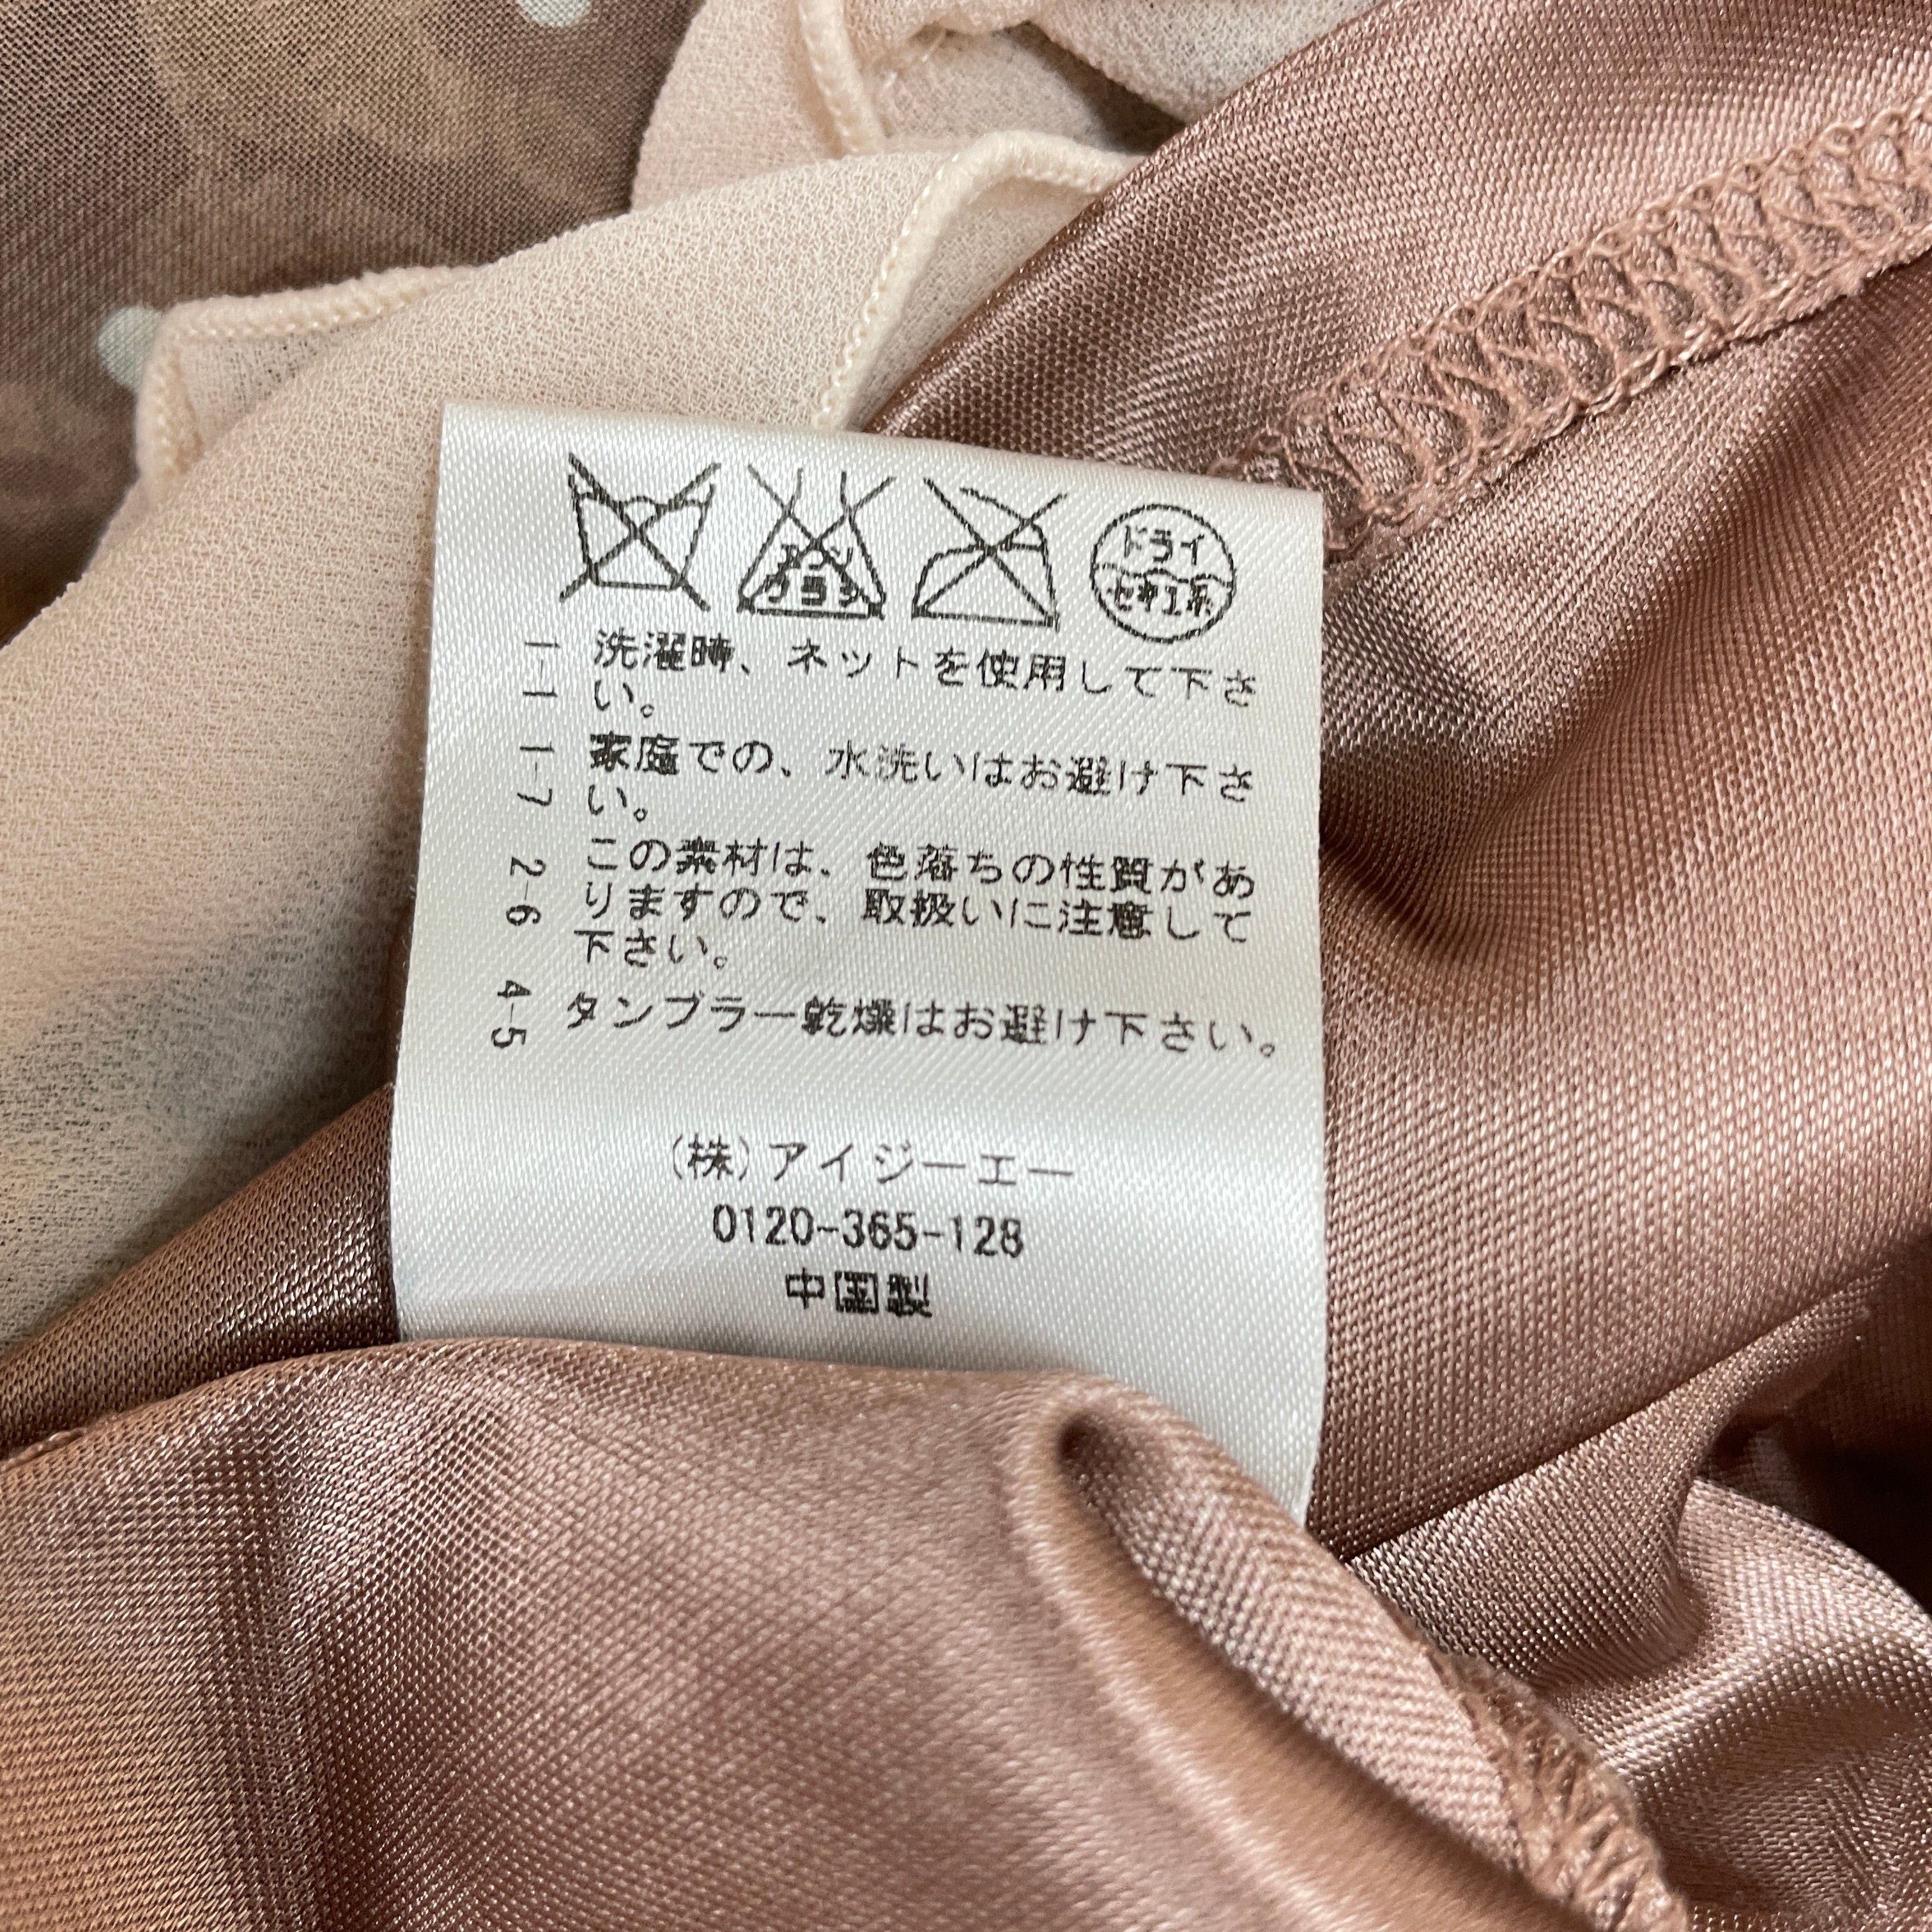 エンソ
サラシ
ドライ
セキユ系
1-1 洗濯時、ネットを使用して下さ
い。
1-7 家庭での、水洗いはお避け下さ
い。
2-6 この素材は、色落ちの性質があ
りますので、取扱いに注意して
下さい。
4-5 タンブラー乾燥はお避け下さい。
(株)アイジーエー
0120-365-128
中国製